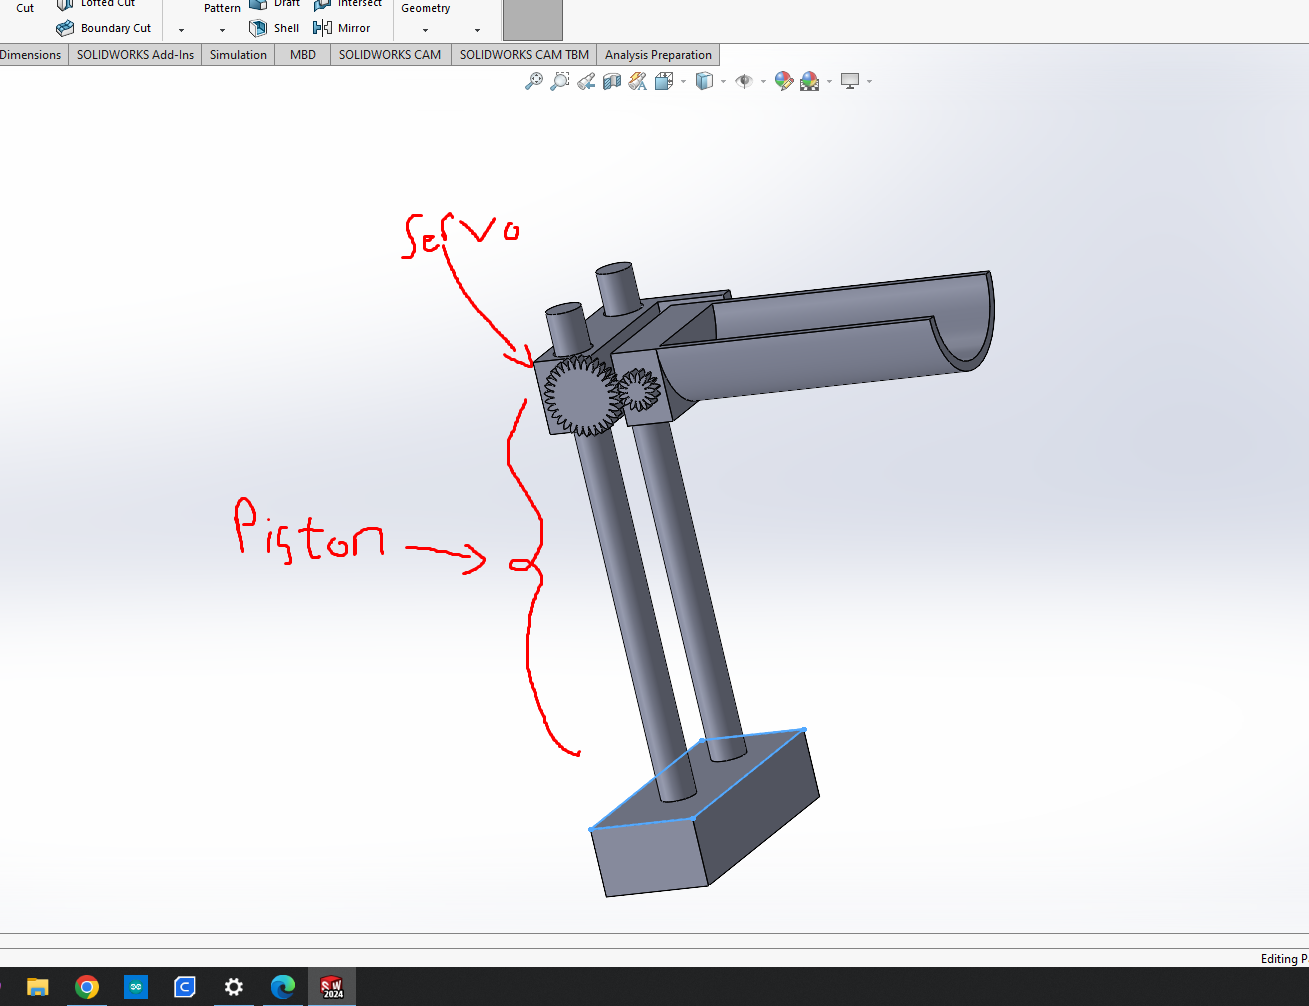 Cut
Lofted Cut
Boundary Cut
Pattern
Draft
Shell
Intersect
Mirror
Geometry
Dimensions
SOLIDWORKS Add-Ins
Simulation
MBD
SOLIDWORKS CAM
SOLIDWORKS CAM TBM
Analysis Preparation
Servo
Piston
Editing P
SW
2024